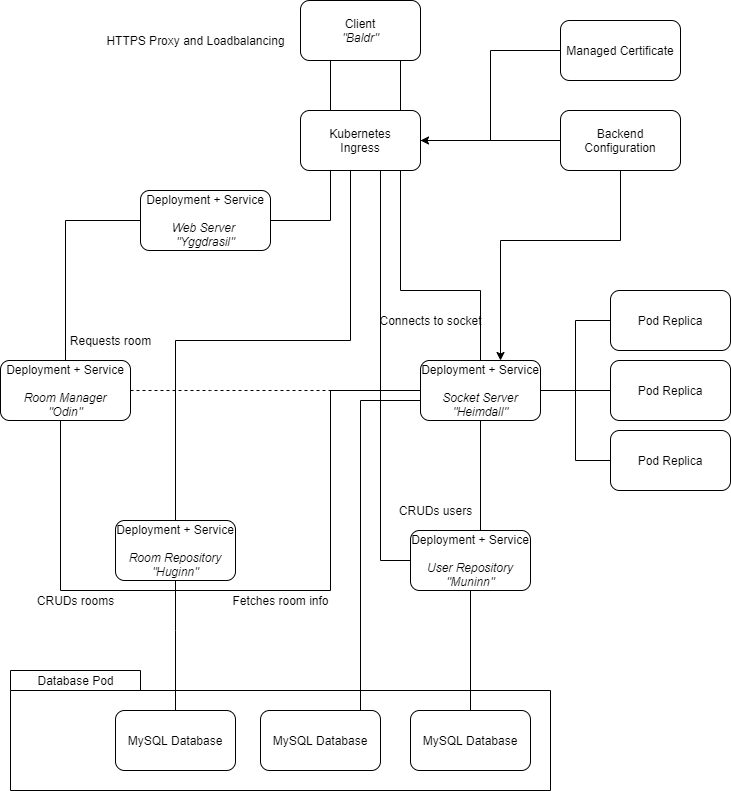 Client
"Baldr"
HTTPS Proxy and Loadbalancing
Managed Certificate
Kubernetes
Ingress
Backend
Configuration
Deployment + Service
Web Server
"Yggdrasil"
Connects to socket
Pod Replica
Requests room
Deployment + Service
Room Manager
"Odin"
Deployment + Service
Socket Server
"Heimdall"
Pod Replica
Pod Replica
CRUDs users
Deployment + Service
Room Repository
"Huginn"
Deployment + Service
User Repository
"Muninn"
CRUDs rooms
Fetches room info
Database Pod
MySQL Database
MySQL Database
MySQL Database